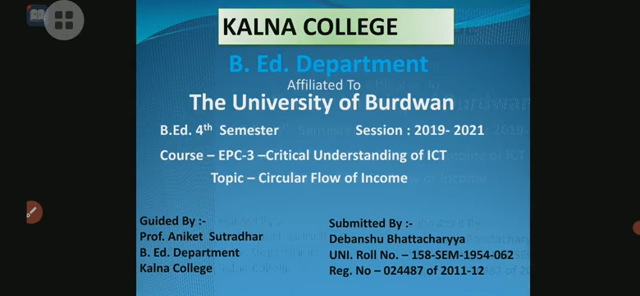 KALNA COLLEGE
B. Ed. Department
Affiliated To
The University of Burdwan
B.Ed. 4th Semester Session : 2019- 2021
Course – EPC-3 –Critical Understanding of ICT
Topic – Circular Flow of Income
Guided By :-
Prof. Aniket Sutradhar
B. Ed. Department
Kalna College
Submitted By :-
Debanshu Bhattacharyya
UNI. Roll No – 158-SEM-1954-062
Reg. No – 024487 of 2011-12